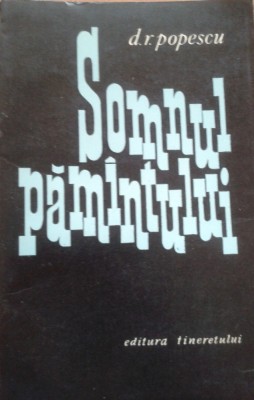 d.r.popescu
Somnul
pămîntului
editura tineretului